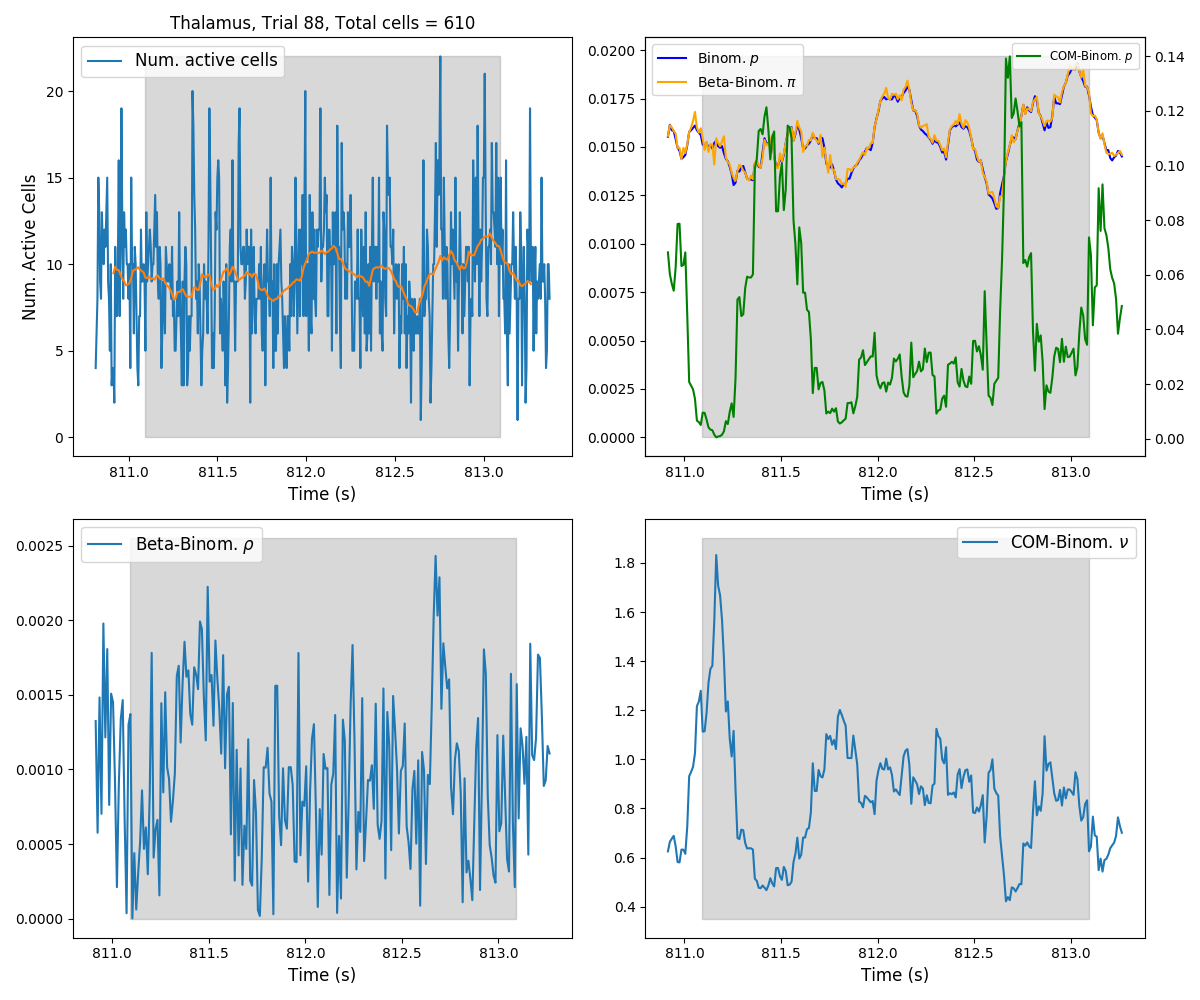 Thalamus, Trial 88, Total cells = 610
Num. active cells
Num. Active Cells
20
15
10
5
0
811.0 811.5 812.0 812.5 813.0
Time (s)
Binom. p
Beta-Binom. π
COM-Binom. p
0.0200
0.0175
0.0150
0.0125
0.0100
0.0075
0.0050
0.0025
0.0000
0.14
0.12
0.10
0.08
0.06
0.04
0.02
0.00
811.0 811.5 812.0 812.5 813.0
Time (s)
Beta-Binom. ρ
0.0025
0.0020
0.0015
0.0010
0.0005
0.0000
811.0 811.5 812.0 812.5 813.0
Time (s)
COM-Binom. ν
1.8
1.6
1.4
1.2
1.0
0.8
0.6
0.4
811.0 811.5 812.0 812.5 813.0
Time (s)